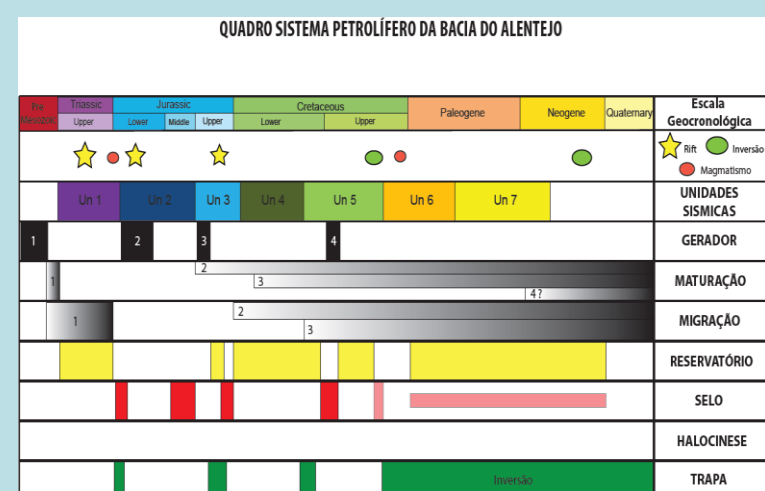 QUADRO SISTEMA PETROLÍFERO DA BACIA DO ALENTEJO
Pre Mesozoic
Triassic
Jurassic
Cretaceous
Paleogene
Neogene
Quaternary
Escala
Geocronológica
Upper
Lower
Middle
Upper
Lower
Upper
Rift
Inversão
Magmatismo
Un 1
Un 2
Un 3
Un 4
Un 5
Un 6
Un 7
UNIDADES
SISMICAS
1
2
3
4
GERADOR
1
2
3
4 ?
MATURAÇÃO
1
2
3
MIGRAÇÃO
RESERVATÓRIO
SELO
HALOCINESE
Inversão
TRAPA